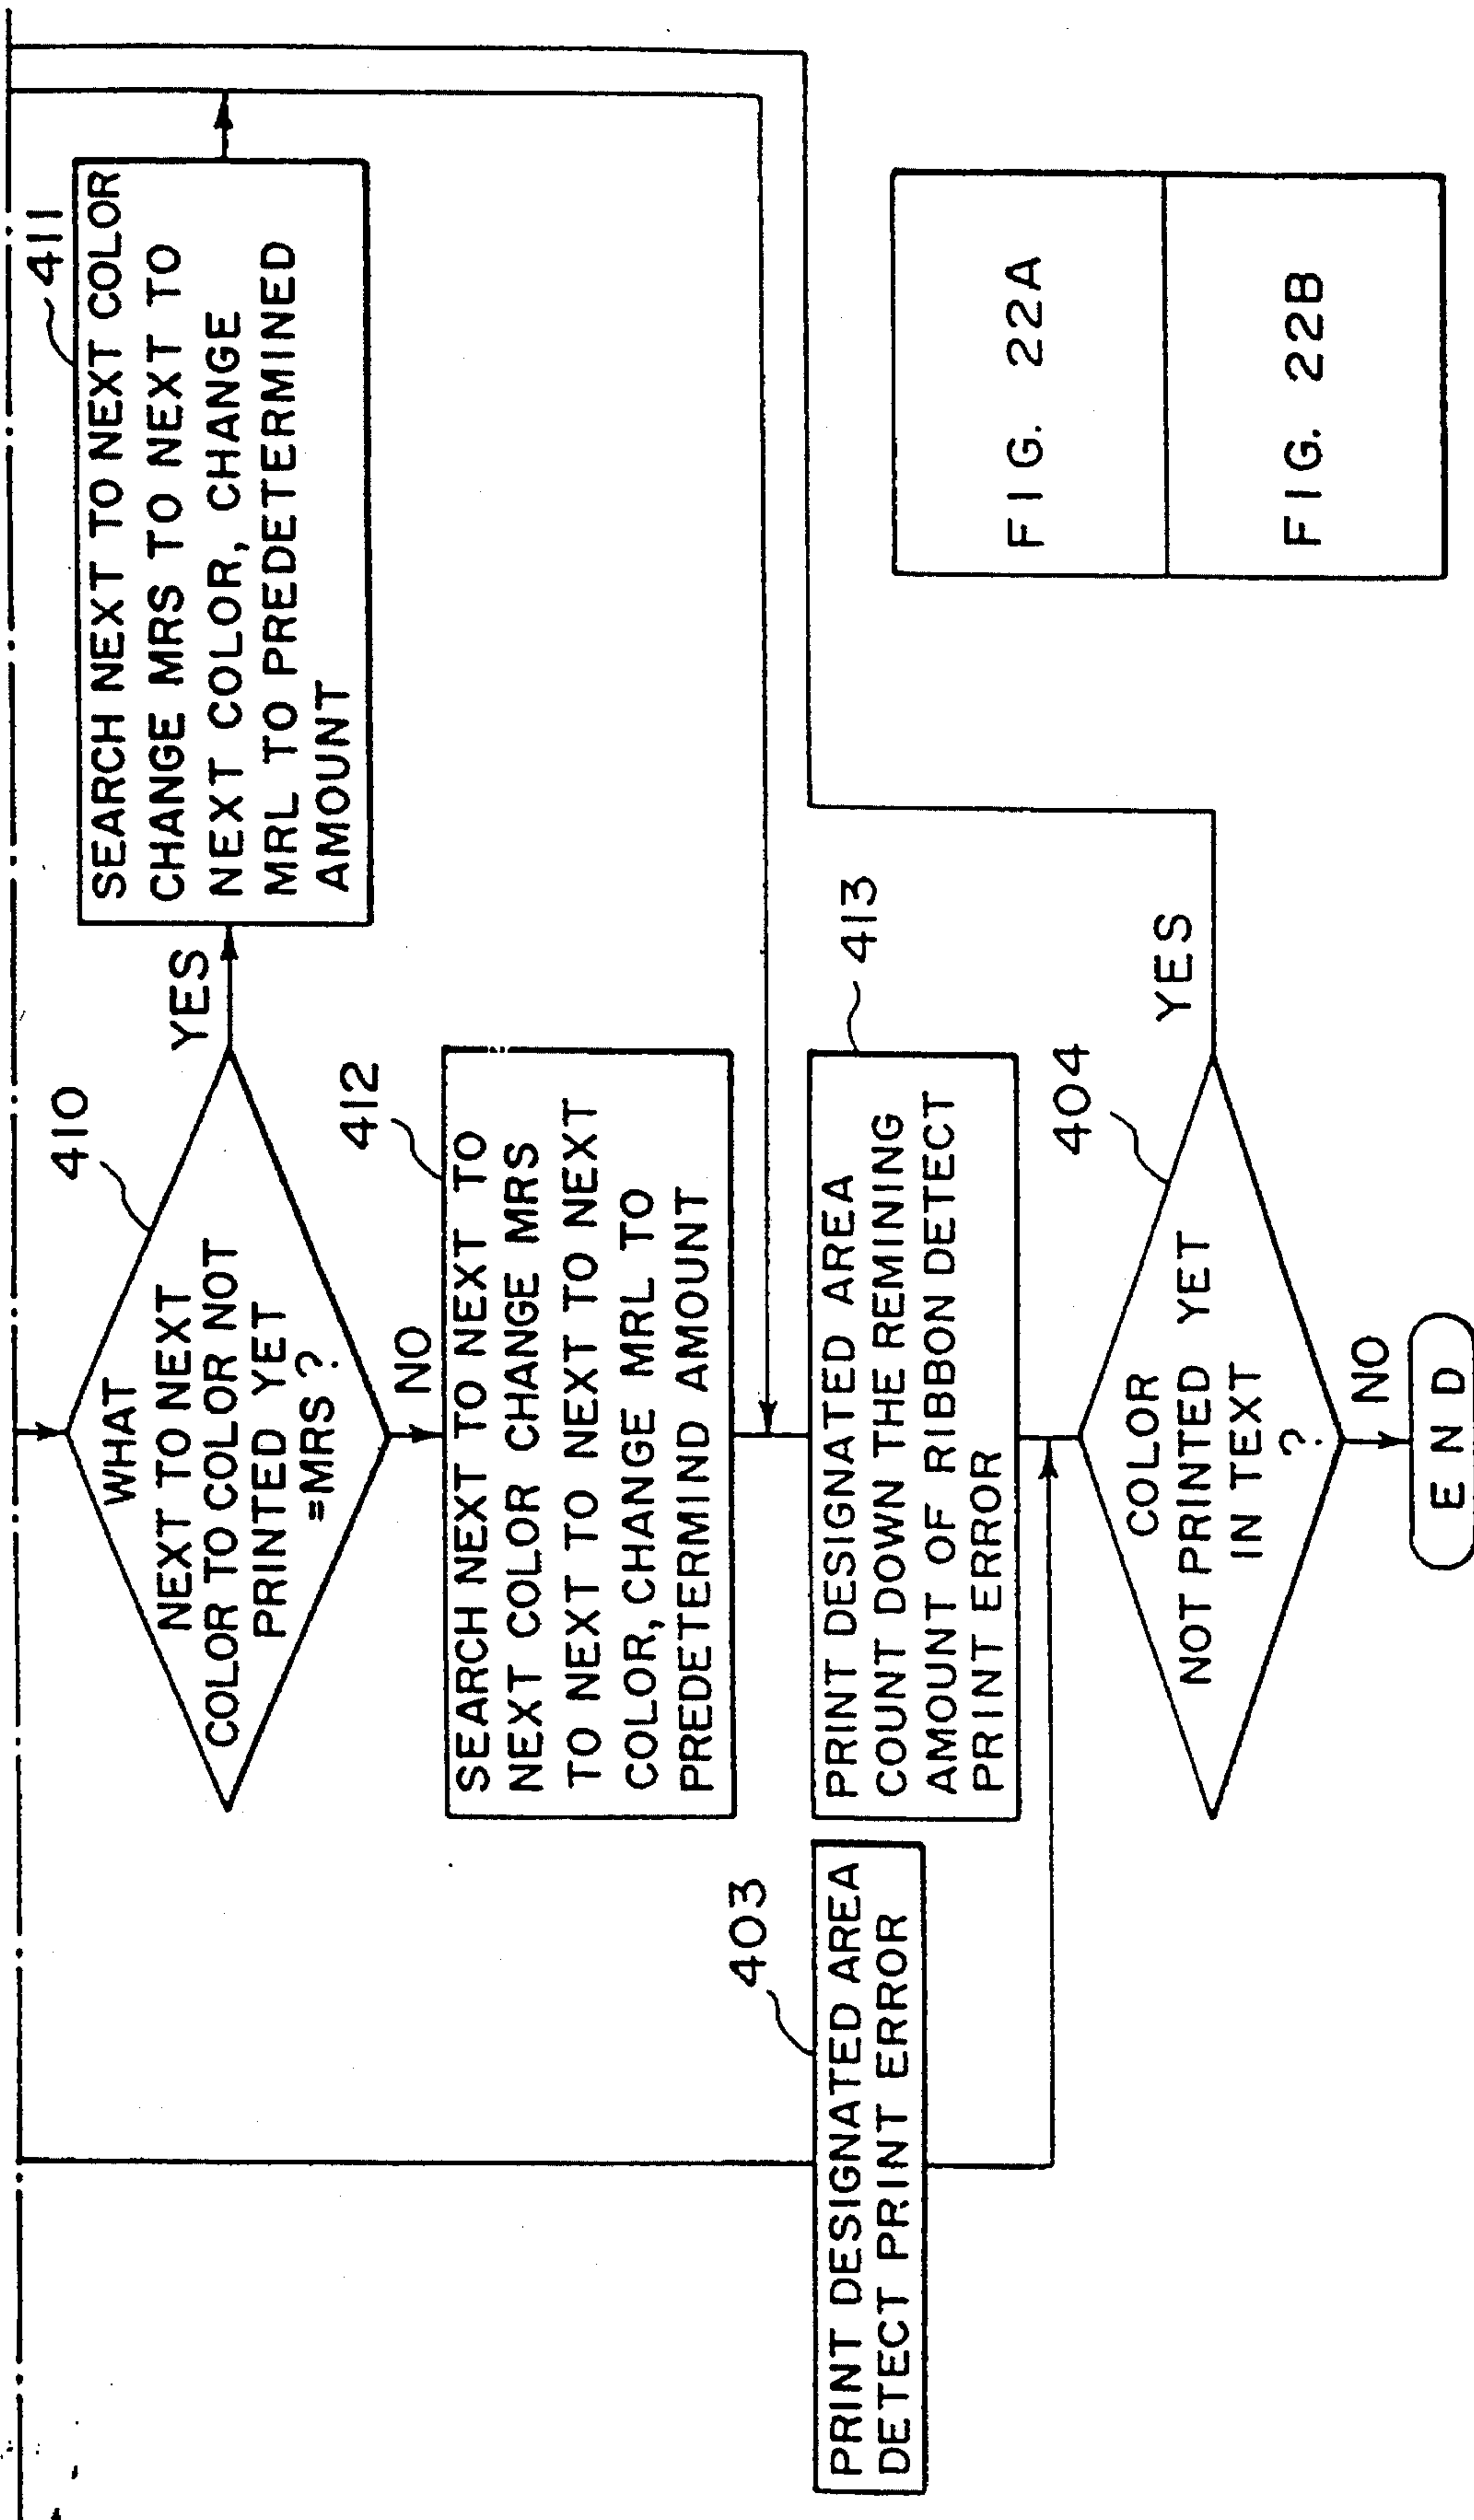 410
WHAT
NEXT TO NEXT
COLOR TO COLOR NOT
PRINTED YET
=MRS?
YES
411
SEARCH NEXT TO NEXT COLOR
CHANGE MRS TO NEXT TO
NEXT COLOR, CHANGE
MRL TO PREDETERMINED
AMOUNT
NO
412
SEARCH NEXT TO NEXT TO
NEXT COLOR CHANGE MRS
TO NEXT TO NEXT TO NEXT
COLOR, CHANGE MRL TO
PREDETERMIND AMOUNT
403
PRINT DESIGNATED AREA
DETECT PRINT ERROR
413
PRINT DESIGNATED AREA
COUNT DOWN THE REMINING
AMOUNT OF RIBBON DETECT
PRINT ERROR
404
COLOR
NOT PRINTED YET
IN TEXT
?
YES
NO
END
FIG. 22A
FIG. 22B